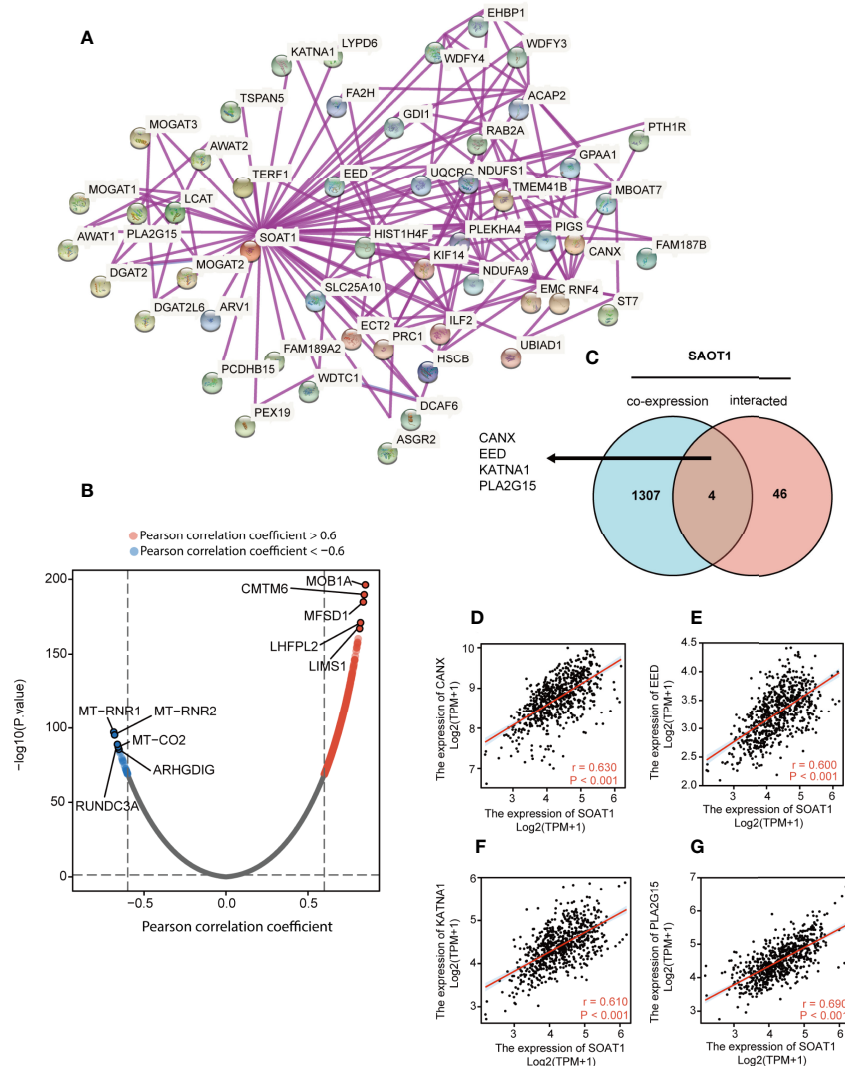 A
EHBP1
LYPD6
KATNA1
WDFY3
WDFY4
TSPAN5
FA2H
ACAP2
GDI1
MOGAT3
RAB2A
PTH1R
AWAT2
GPAA1
TERF1
EED
UQCRC
NDUFS1
MOGAT1
LCAT
TMEM41B
MBOAT7
AWAT1
PLA2G15
SOAT1
HIST1H4F
PLEKHA4
PIGS
CANX
FAM187B
KIF14
DGAT2
MOGAT2
NDUFA9
SLC25A10
EMC
RNF4
DGAT2L6
ARV1
ST7
ECT2
ILF2
PRC1
UBIAD1
FAM189A2
HSCB
PCDHB15
WDTC1
PEX19
DCAF6
ASGR2
C
SAOT1
co-expression
interacted
CANX
EED
KATNA1
PLA2G15
1307
4
46
B
Pearson correlation coefficient > 0.6
Pearson correlation coefficient < −0.6
200
150
100
50
0
−log10(P.value)
MOB1A
CMTM6
MFSD1
LHFPL2
LIMS1
MT−RNR1
MT−RNR2
MT−CO2
ARHGDIG
RUNDC3A
−0.5
0.0
0.5
Pearson correlation coefficient
D
The expression of CANX
Log2(TPM+1)
10
9
8
7
r = 0.630
P < 0.001
3
4
5
6
The expression of SOAT1
Log2(TPM+1)
E
The expression of EED
Log2(TPM+1)
4.5
4.0
3.5
3.0
2.5
2.0
r = 0.600
P < 0.001
3
4
5
6
The expression of SOAT1
Log2(TPM+1)
F
The expression of KATNA1
Log2(TPM+1)
6
5
4
3
r = 0.610
P < 0.001
3
4
5
6
The expression of SOAT1
Log2(TPM+1)
G
The expression of PLA2G15
Log2(TPM+1)
7
6
5
4
3
r = 0.690
P < 0.001
3
4
5
6
The expression of SOAT1
Log2(TPM+1)